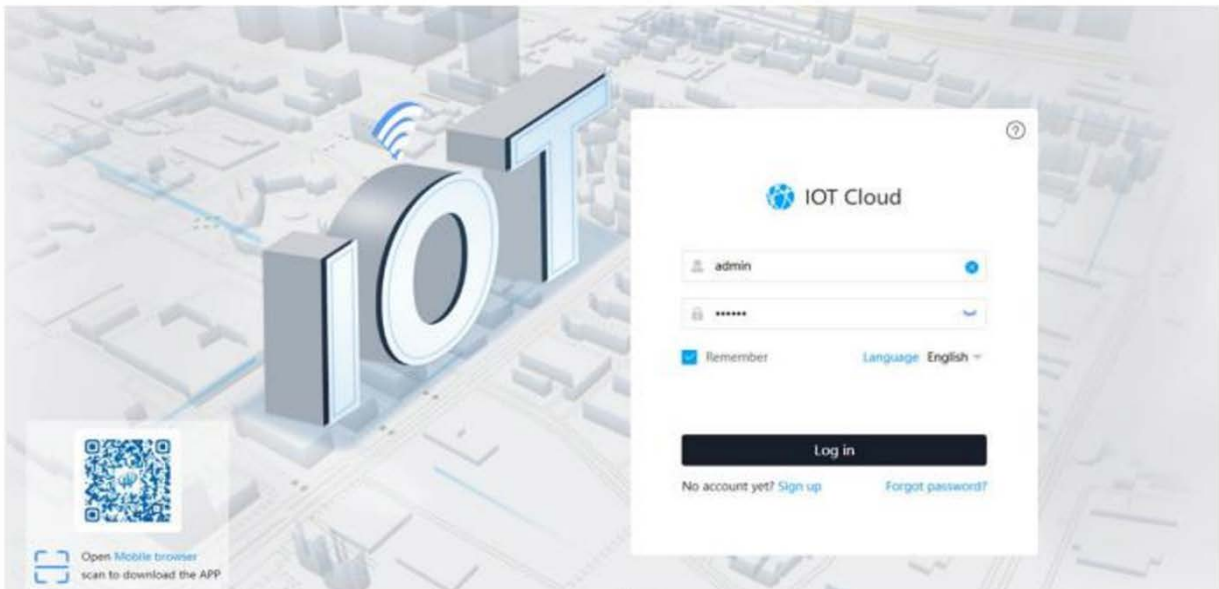 IOT
IOT Cloud
admin
••••••
Remember
Language English
Log in
No account yet? Sign up
Forgot password?
Open Mobile browser
scan to download the APP